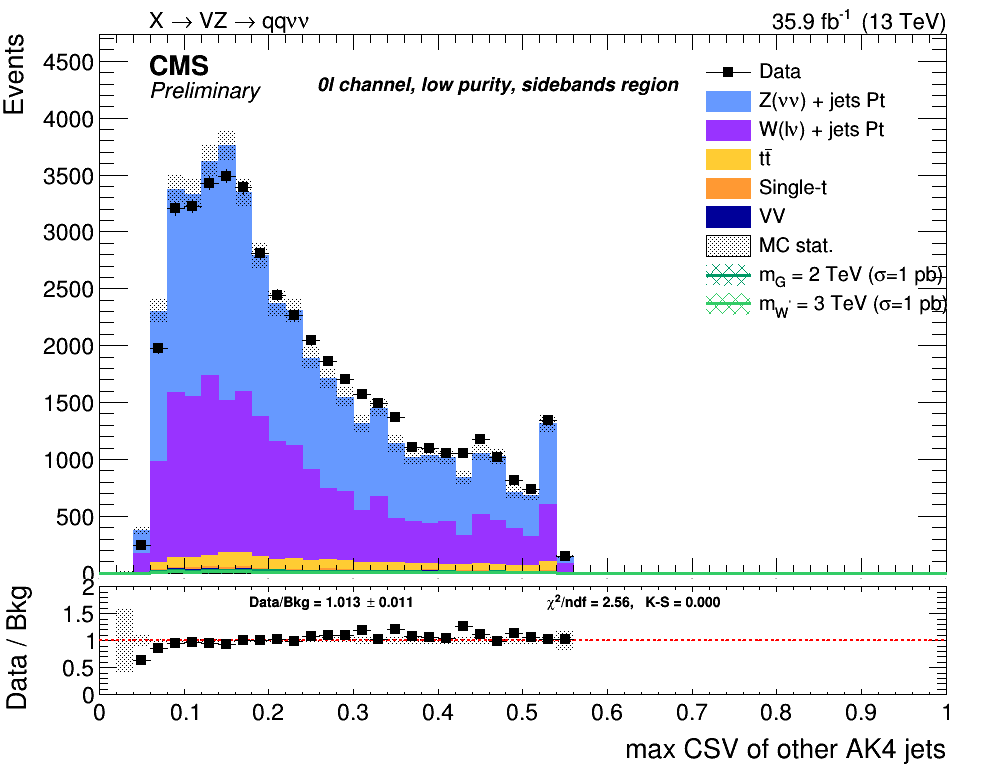 X → VZ → qqνν
35.9 fb⁻¹ (13 TeV)
Events
CMS
Preliminary
0l channel, low purity, sidebands region
Data
Z(νν) + jets Pt
W(lν) + jets Pt
tt̄
Single-t
VV
MC stat.
m_G = 2 TeV (σ=1 pb)
m_W' = 3 TeV (σ=1 pb)
4500
4000
3500
3000
2500
2000
1500
1000
500
0
Data / Bkg
Data/Bkg = 1.013 ± 0.011
χ²/ndf = 2.56, K-S = 0.000
2
1.5
1
0.5
0
0 0.1 0.2 0.3 0.4 0.5 0.6 0.7 0.8 0.9 1
max CSV of other AK4 jets